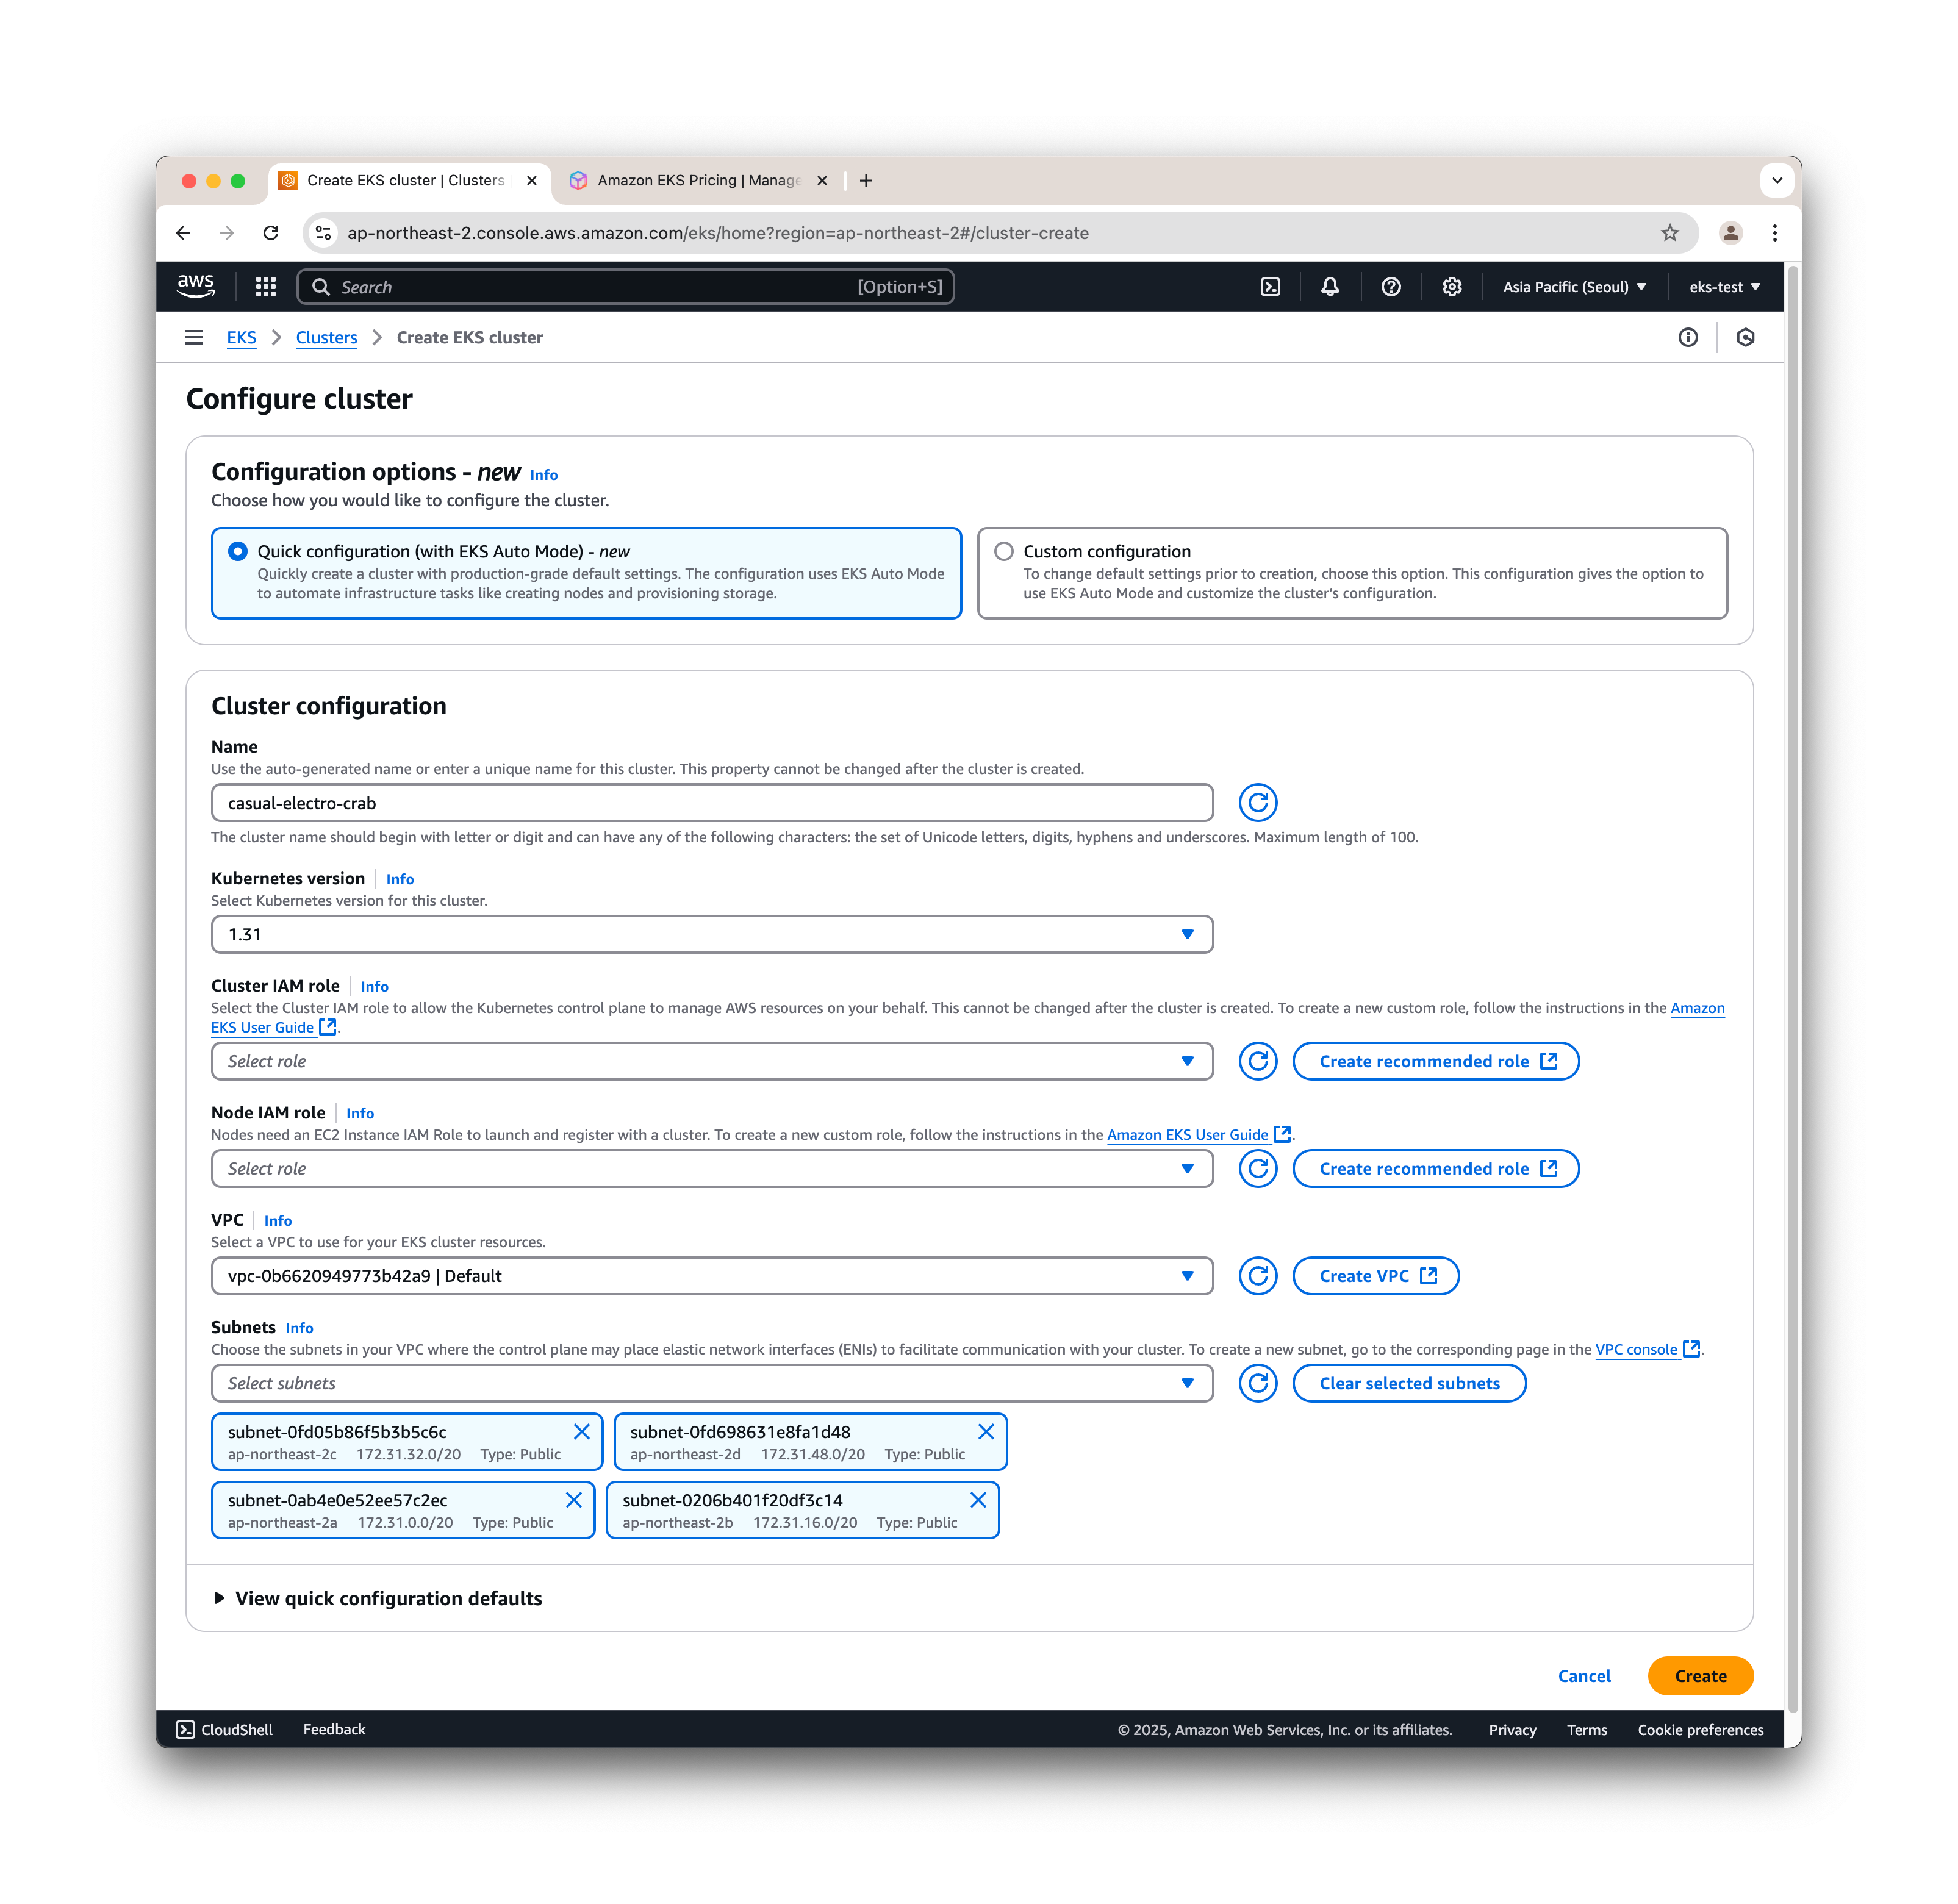 Create EKS cluster | Clusters
Amazon EKS Pricing | Manage
ap-northeast-2.console.aws.amazon.com/eks/home?region=ap-northeast-2#/cluster-create
aws
Search
[Option+S]
Asia Pacific (Seoul)
eks-test
EKS
Clusters
Create EKS cluster
Configure cluster
Configuration options - new Info
Choose how you would like to configure the cluster.
Quick configuration (with EKS Auto Mode) - new
Quickly create a cluster with production-grade default settings. The configuration uses EKS Auto Mode
to automate infrastructure tasks like creating nodes and provisioning storage.
Custom configuration
To change default settings prior to creation, choose this option. This configuration gives the option to
use EKS Auto Mode and customize the cluster's configuration.
Cluster configuration
Name
Use the auto-generated name or enter a unique name for this cluster. This property cannot be changed after the cluster is created.
casual-electro-crab
The cluster name should begin with letter or digit and can have any of the following characters: the set of Unicode letters, digits, hyphens and underscores. Maximum length of 100.
Kubernetes version Info
Select Kubernetes version for this cluster.
1.31
Cluster IAM role Info
Select the Cluster IAM role to allow the Kubernetes control plane to manage AWS resources on your behalf. This cannot be changed after the cluster is created. To create a new custom role, follow the instructions in the Amazon
EKS User Guide.
Select role
Create recommended role
Node IAM role Info
Nodes need an EC2 Instance IAM Role to launch and register with a cluster. To create a new custom role, follow the instructions in the Amazon EKS User Guide.
Select role
Create recommended role
VPC Info
Select a VPC to use for your EKS cluster resources.
vpc-0b6620949773b42a9 | Default
Create VPC
Subnets Info
Choose the subnets in your VPC where the control plane may place elastic network interfaces (ENIs) to facilitate communication with your cluster. To create a new subnet, go to the corresponding page in the VPC console.
Select subnets
Clear selected subnets
subnet-0fd05b86f5b3b5c6c
ap-northeast-2c 172.31.32.0/20 Type: Public
subnet-0fd698631e8fa1d48
ap-northeast-2d 172.31.48.0/20 Type: Public
subnet-0ab4e0e52ee57c2ec
ap-northeast-2a 172.31.0.0/20 Type: Public
subnet-0206b401f20df3c14
ap-northeast-2b 172.31.16.0/20 Type: Public
View quick configuration defaults
Cancel
Create
CloudShell
Feedback
© 2025, Amazon Web Services, Inc. or its affiliates.
Privacy
Terms
Cookie preferences